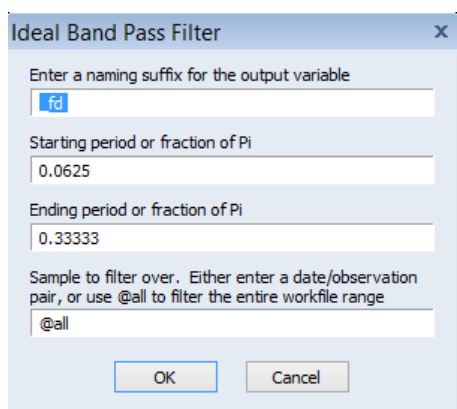 Ideal Band Pass Filter x
Enter a naming suffix for the output variable
_fd
Starting period or fraction of Pi
0.0625
Ending period or fraction of Pi
0.33333
Sample to filter over. Either enter a date/observation
pair, or use @all to filter the entire workfile range
@all
OK Cancel